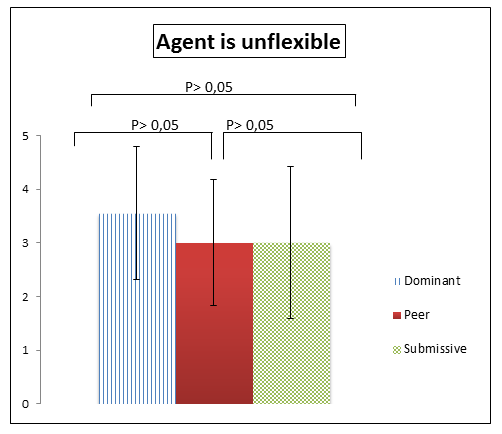 Agent is unflexible
P> 0,05
P> 0,05 P> 0,05
5
4
3
2
1
0
Dominant
Peer
Submissive